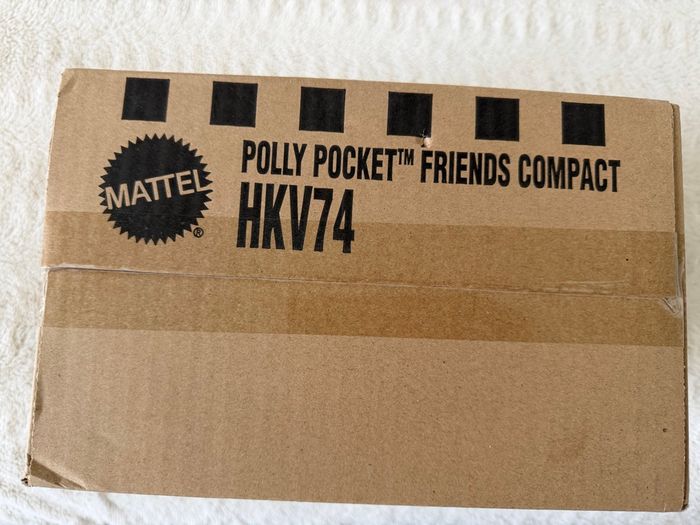 MATTEL
®
POLLY POCKET™ FRIENDS COMPACT
HKV74